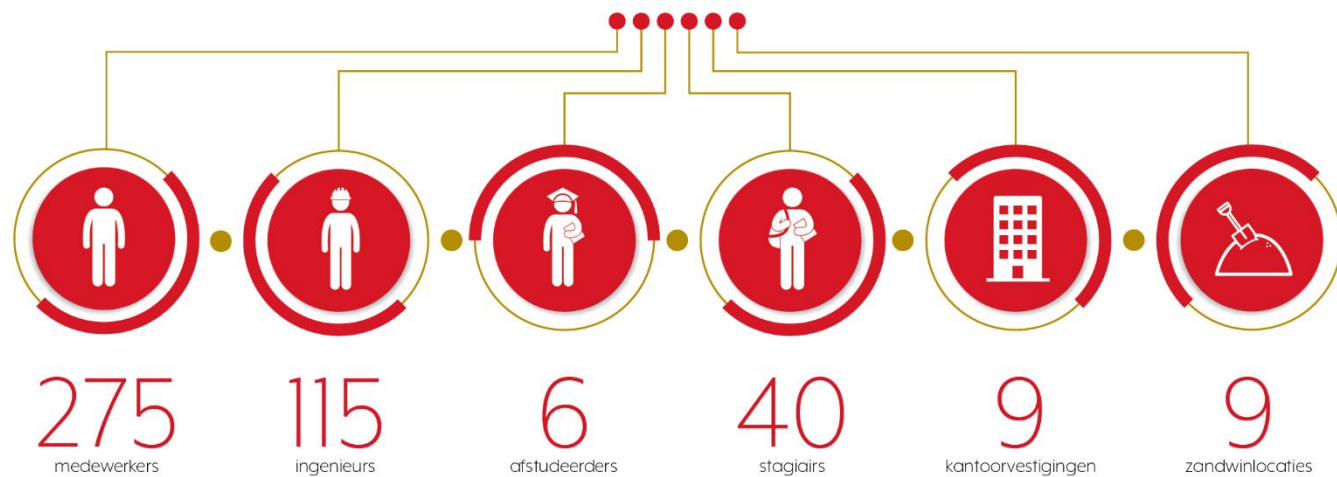 275 115 6 40 9 9
medewerkers ingenieurs afstudeerders stagiairs kantoorvestigingen zandwinlocaties